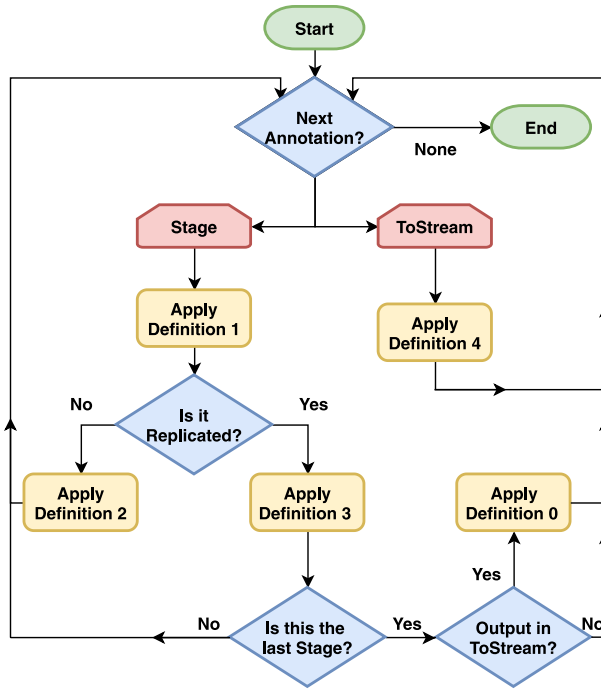 Start
Next
Annotation?
None
End
Stage
ToStream
Apply
Definition 1
Apply
Definition 4
Is it
Replicated?
No
Yes
Apply
Definition 2
Apply
Definition 3
Apply
Definition 0
Yes
No
Is this the
last Stage?
Yes
Output in
ToStream?
No